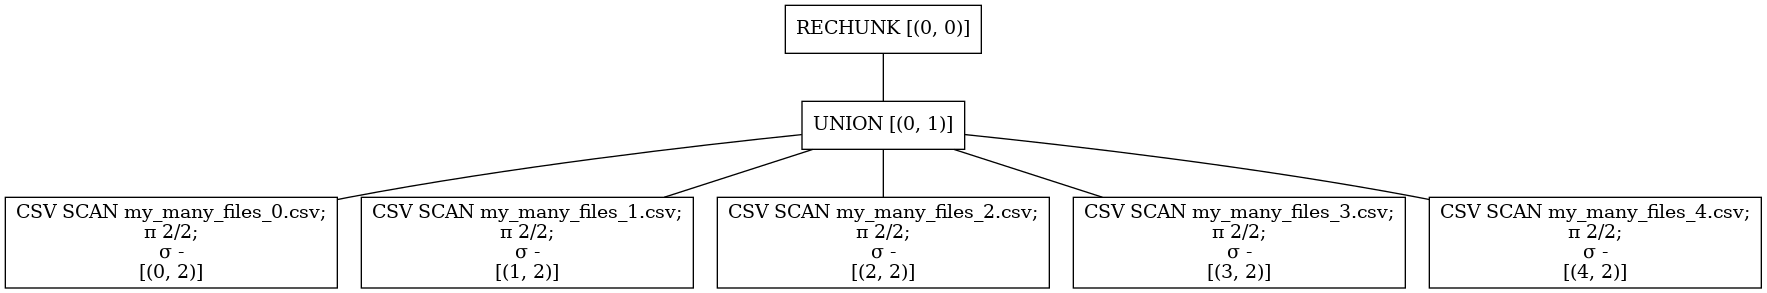 RECHUNK [(0, 0)]
UNION [(0, 1)]
CSV SCAN my_many_files_0.csv;
π 2/2;
σ -
[(0, 2)]
CSV SCAN my_many_files_1.csv;
π 2/2;
σ -
[(1, 2)]
CSV SCAN my_many_files_2.csv;
π 2/2;
σ -
[(2, 2)]
CSV SCAN my_many_files_3.csv;
π 2/2;
σ -
[(3, 2)]
CSV SCAN my_many_files_4.csv;
π 2/2;
σ -
[(4, 2)]